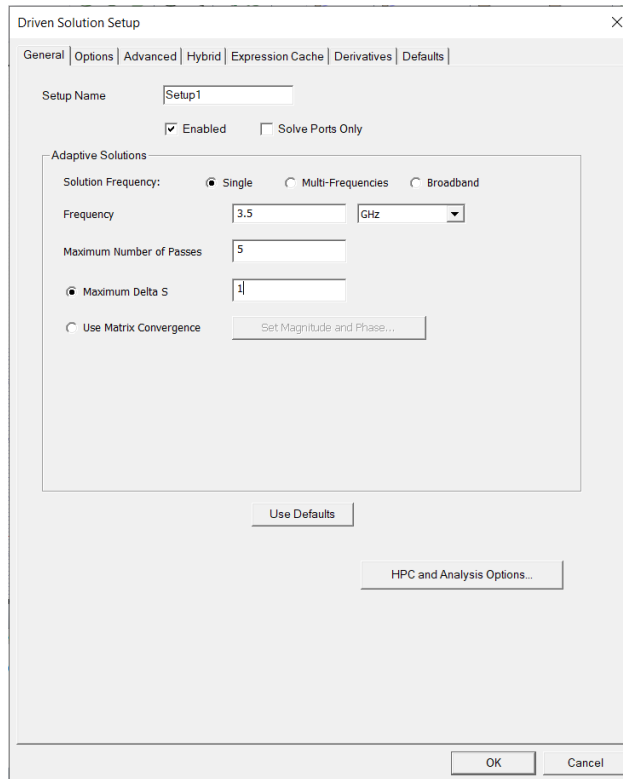 Driven Solution Setup
General Options Advanced Hybrid Expression Cache Derivatives Defaults
Setup Name Setup1
Enabled Solve Ports Only
Adaptive Solutions
Solution Frequency: Single Multi-Frequencies Broadband
Frequency 3.5 GHz
Maximum Number of Passes 5
Maximum Delta S 1
Use Matrix Convergence Set Magnitude and Phase...
Use Defaults
HPC and Analysis Options...
OK Cancel